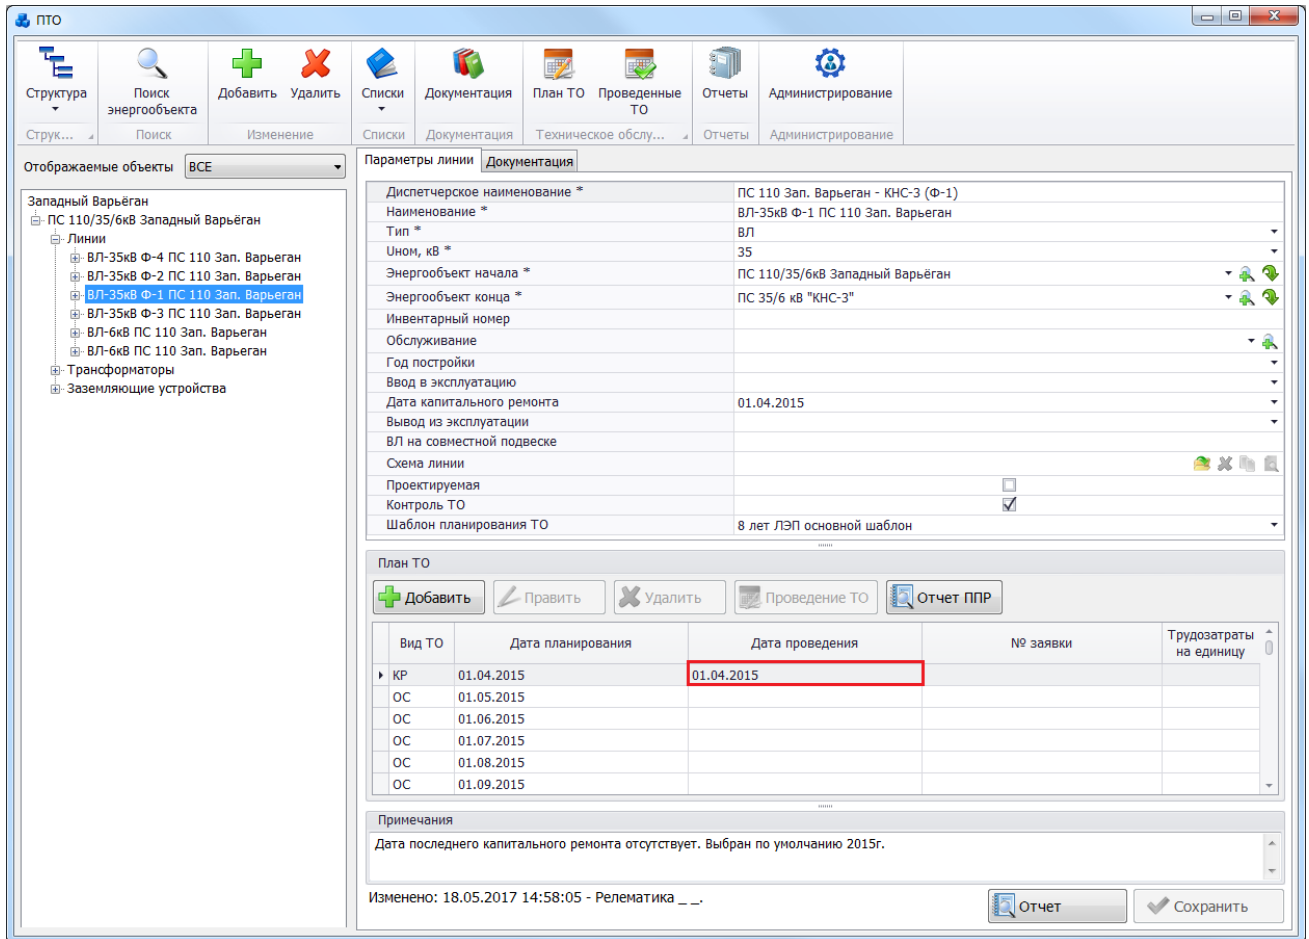 ПТО
Структура
Поиск энергообъекта
Добавить
Удалить
Списки
Документация
План ТО
Проведенные ТО
Отчеты
Администрирование
Струк...
Поиск
Изменение
Списки
Документация
Техническое обслу...
Отчеты
Администрирование
Отображаемые объекты ВСЕ
Западный Варьёган
ПС 110/35/6кВ Западный Варьёган
Линии
ВЛ-35кВ Ф-4 ПС 110 Зап. Варьеган
ВЛ-35кВ Ф-2 ПС 110 Зап. Варьеган
ВЛ-35кВ Ф-1 ПС 110 Зап. Варьеган
ВЛ-35кВ Ф-3 ПС 110 Зап. Варьеган
ВЛ-6кВ ПС 110 Зап. Варьеган
ВЛ-6кВ ПС 110 Зап. Варьеган
Трансформаторы
Заземляющие устройства
Параметры линии Документация
Диспетчерское наименование * ПС 110 Зап. Варьеган - КНС-3 (Ф-1)
Наименование * ВЛ-35кВ Ф-1 ПС 110 Зап. Варьеган
Тип * ВЛ
Uном, кВ * 35
Энергообъект начала * ПС 110/35/6кВ Западный Варьёган
Энергообъект конца * ПС 35/6 кВ "КНС-3"
Инвентарный номер
Обслуживание
Год постройки
Ввод в эксплуатацию
Дата капитального ремонта 01.04.2015
Вывод из эксплуатации
ВЛ на совместной подвеске
Схема линии
Проектируемая
Контроль ТО
Шаблон планирования ТО 8 лет ЛЭП основной шаблон
План ТО
Добавить Править Удалить Проведение ТО Отчет ППР
Вид ТО Дата планирования Дата проведения № заявки Трудозатраты на единицу
КР 01.04.2015 01.04.2015
ОС 01.05.2015
ОС 01.06.2015
ОС 01.07.2015
ОС 01.08.2015
ОС 01.09.2015
Примечания
Дата последнего капитального ремонта отсутствует. Выбран по умолчанию 2015г.
Изменено: 18.05.2017 14:58:05 - Релематика _ _.
Отчет Сохранить